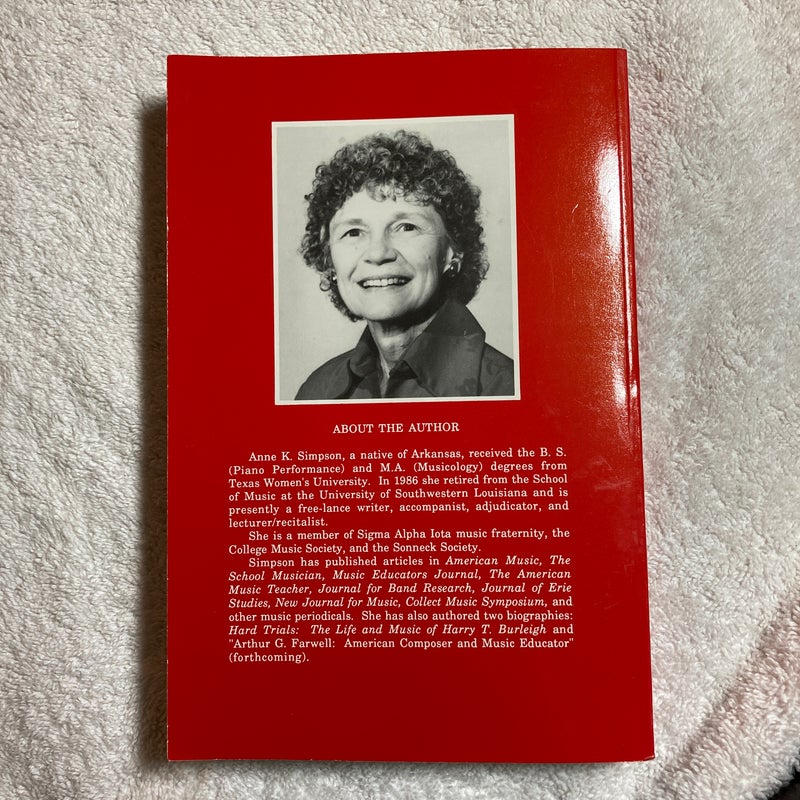 ABOUT THE AUTHOR
Anne K. Simpson, a native of Arkansas, received the B. S.
(Piano Performance) and M.A. (Musicology) degrees from
Texas Women's University. In 1986 she retired from the School
of Music at the University of Southwestern Louisiana and is
presently a free-lance writer, accompanist, adjudicator, and
lecturer/recitalist.
She is a member of Sigma Alpha Iota music fraternity, the
College Music Society, and the Sonneck Society.
Simpson has published articles in American Music, The
School Musician, Music Educators Journal, The American
Music Teacher, Journal for Band Research, Journal of Erie
Studies, New Journal for Music, Collect Music Symposium, and
other music periodicals. She has also authored two biographies:
Hard Trials: The Life and Music of Harry T. Burleigh and
"Arthur G. Farwell: American Composer and Music Educator"
(forthcoming).